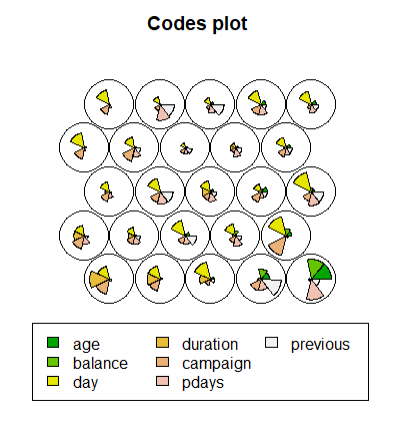 Codes plot
age duration previous
balance campaign
day pdays